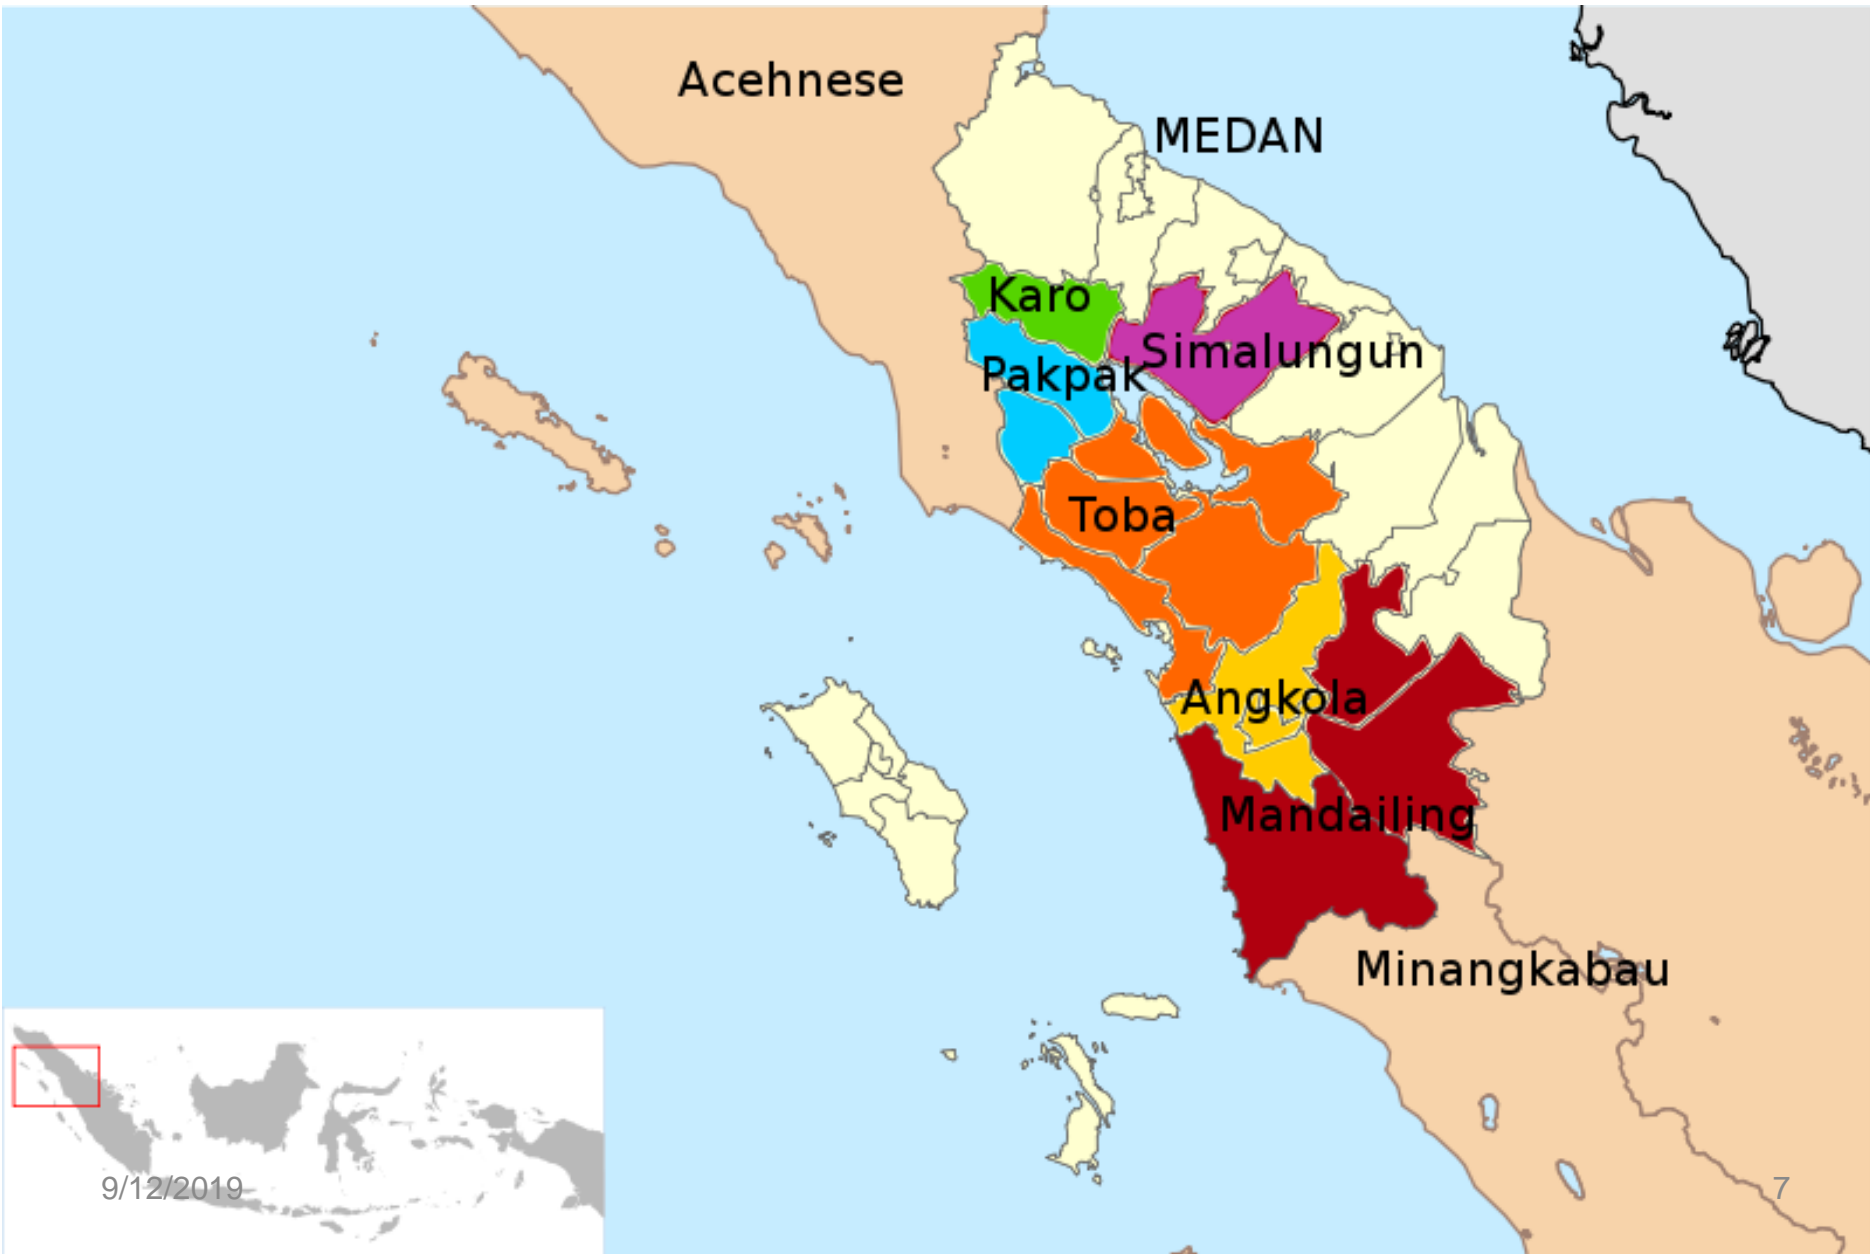 Acehnese
MEDAN
Karo
Simalungun
Pakpak
Toba
Angkola
Mandailing
Minangkabau
9/12/2019
7